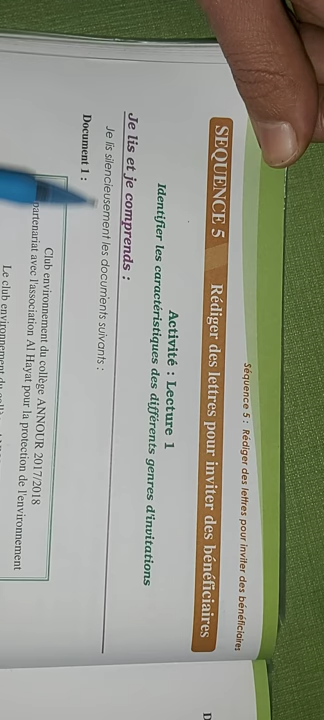 Séquence 5 : Rédiger des lettres pour inviter des bénéficiaires
SEQUENCE 5 Rédiger des lettres pour inviter des bénéficiaires
Activité : Lecture 1
Identifier les caractéristiques des différents genres d'invitations
Je lis et je comprends :
Je lis silencieusement les documents suivants :
Document 1 :
Club environnement du collège ANNOUR 2017/2018
partenariat avec l'association Al Hayat pour la protection de l'environnement
Le club environnement du
D